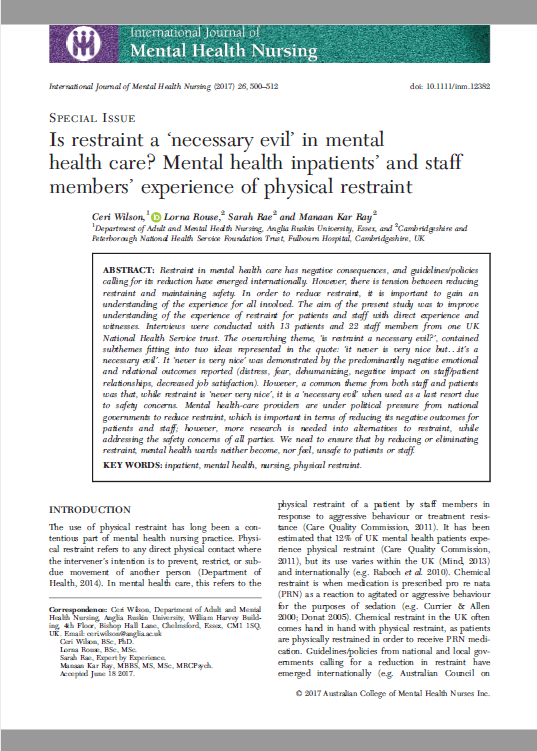 International Journal of
Mental Health Nursing
International Journal of Mental Health Nursing (2017) 26, 500–512
doi: 10.1111/inm.12382
SPECIAL ISSUE
Is restraint a ‘necessary evil’ in mental
health care? Mental health inpatients’ and staff
members’ experience of physical restraint
Ceri Wilson,1 iD Lorna Rouse,2 Sarah Rae2 and Manaan Kar Ray2
1Department of Adult and Mental Health Nursing, Anglia Ruskin University, Essex, and 2Cambridgeshire and
Peterborough National Health Service Foundation Trust, Fulbourn Hospital, Cambridgeshire, UK
ABSTRACT: Restraint in mental health care has negative consequences, and guidelines/policies
calling for its reduction have emerged internationally. However, there is tension between reducing
restraint and maintaining safety. In order to reduce restraint, it is important to gain an
understanding of the experience for all involved. The aim of the present study was to improve
understanding of the experience of restraint for patients and staff with direct experience and
witnesses. Interviews were conducted with 13 patients and 22 staff members from one UK
National Health Service trust. The overarching theme, ‘is restraint a necessary evil?’, contained
subthemes fitting into two ideas represented in the quote: ‘it never is very nice but…it’s a
necessary evil’. It ‘never is very nice’ was demonstrated by the predominantly negative emotional
and relational outcomes reported (distress, fear, dehumanizing, negative impact on staff/patient
relationships, decreased job satisfaction). However, a common theme from both staff and patients
was that, while restraint is ‘never very nice’, it is a ‘necessary evil’ when used as a last resort due
to safety concerns. Mental health-care providers are under political pressure from national
governments to reduce restraint, which is important in terms of reducing its negative outcomes for
patients and staff; however, more research is needed into alternatives to restraint, while
addressing the safety concerns of all parties. We need to ensure that by reducing or eliminating
restraint, mental health wards neither become, nor feel, unsafe to patients or staff.
KEY WORDS: inpatient, mental health, nursing, physical restraint.
INTRODUCTION
The use of physical restraint has long been a con-
tentious part of mental health nursing practice. Physi-
cal restraint refers to any direct physical contact where
the intervener’s intention is to prevent, restrict, or sub-
due movement of another person (Department of
Health, 2014). In mental health care, this refers to the
Correspondence: Ceri Wilson, Department of Adult and Mental
Health Nursing, Anglia Ruskin University, William Harvey Build-
ing, 4th Floor, Bishop Hall Lane, Chelmsford, Essex, CM1 1SQ,
UK. Email: ceri.wilson@anglia.ac.uk
Ceri Wilson, BSc, PhD.
Lorna Rouse, BSc, MSc.
Sarah Rae, Expert by Experience.
Manaan Kar Ray, MBBS, MS, MSc, MRCPsych.
Accepted June 18 2017.
physical restraint of a patient by staff members in
response to aggressive behaviour or treatment resis-
tance (Care Quality Commission, 2011). It has been
estimated that 12% of UK mental health patients expe-
rience physical restraint (Care Quality Commission,
2011), but its use varies within the UK (Mind, 2013)
and internationally (e.g. Raboch et al. 2010). Chemical
restraint is when medication is prescribed pro re nata
(PRN) as a reaction to agitated or aggressive behaviour
for the purposes of sedation (e.g. Currier & Allen
2000; Donat 2005). Chemical restraint in the UK often
comes hand in hand with physical restraint, as patients
are physically restrained in order to receive PRN medi-
cation. Guidelines/policies from national and local gov-
ernments calling for a reduction in restraint have
emerged internationally (e.g. Australian Council on
© 2017 Australian College of Mental Health Nurses Inc.